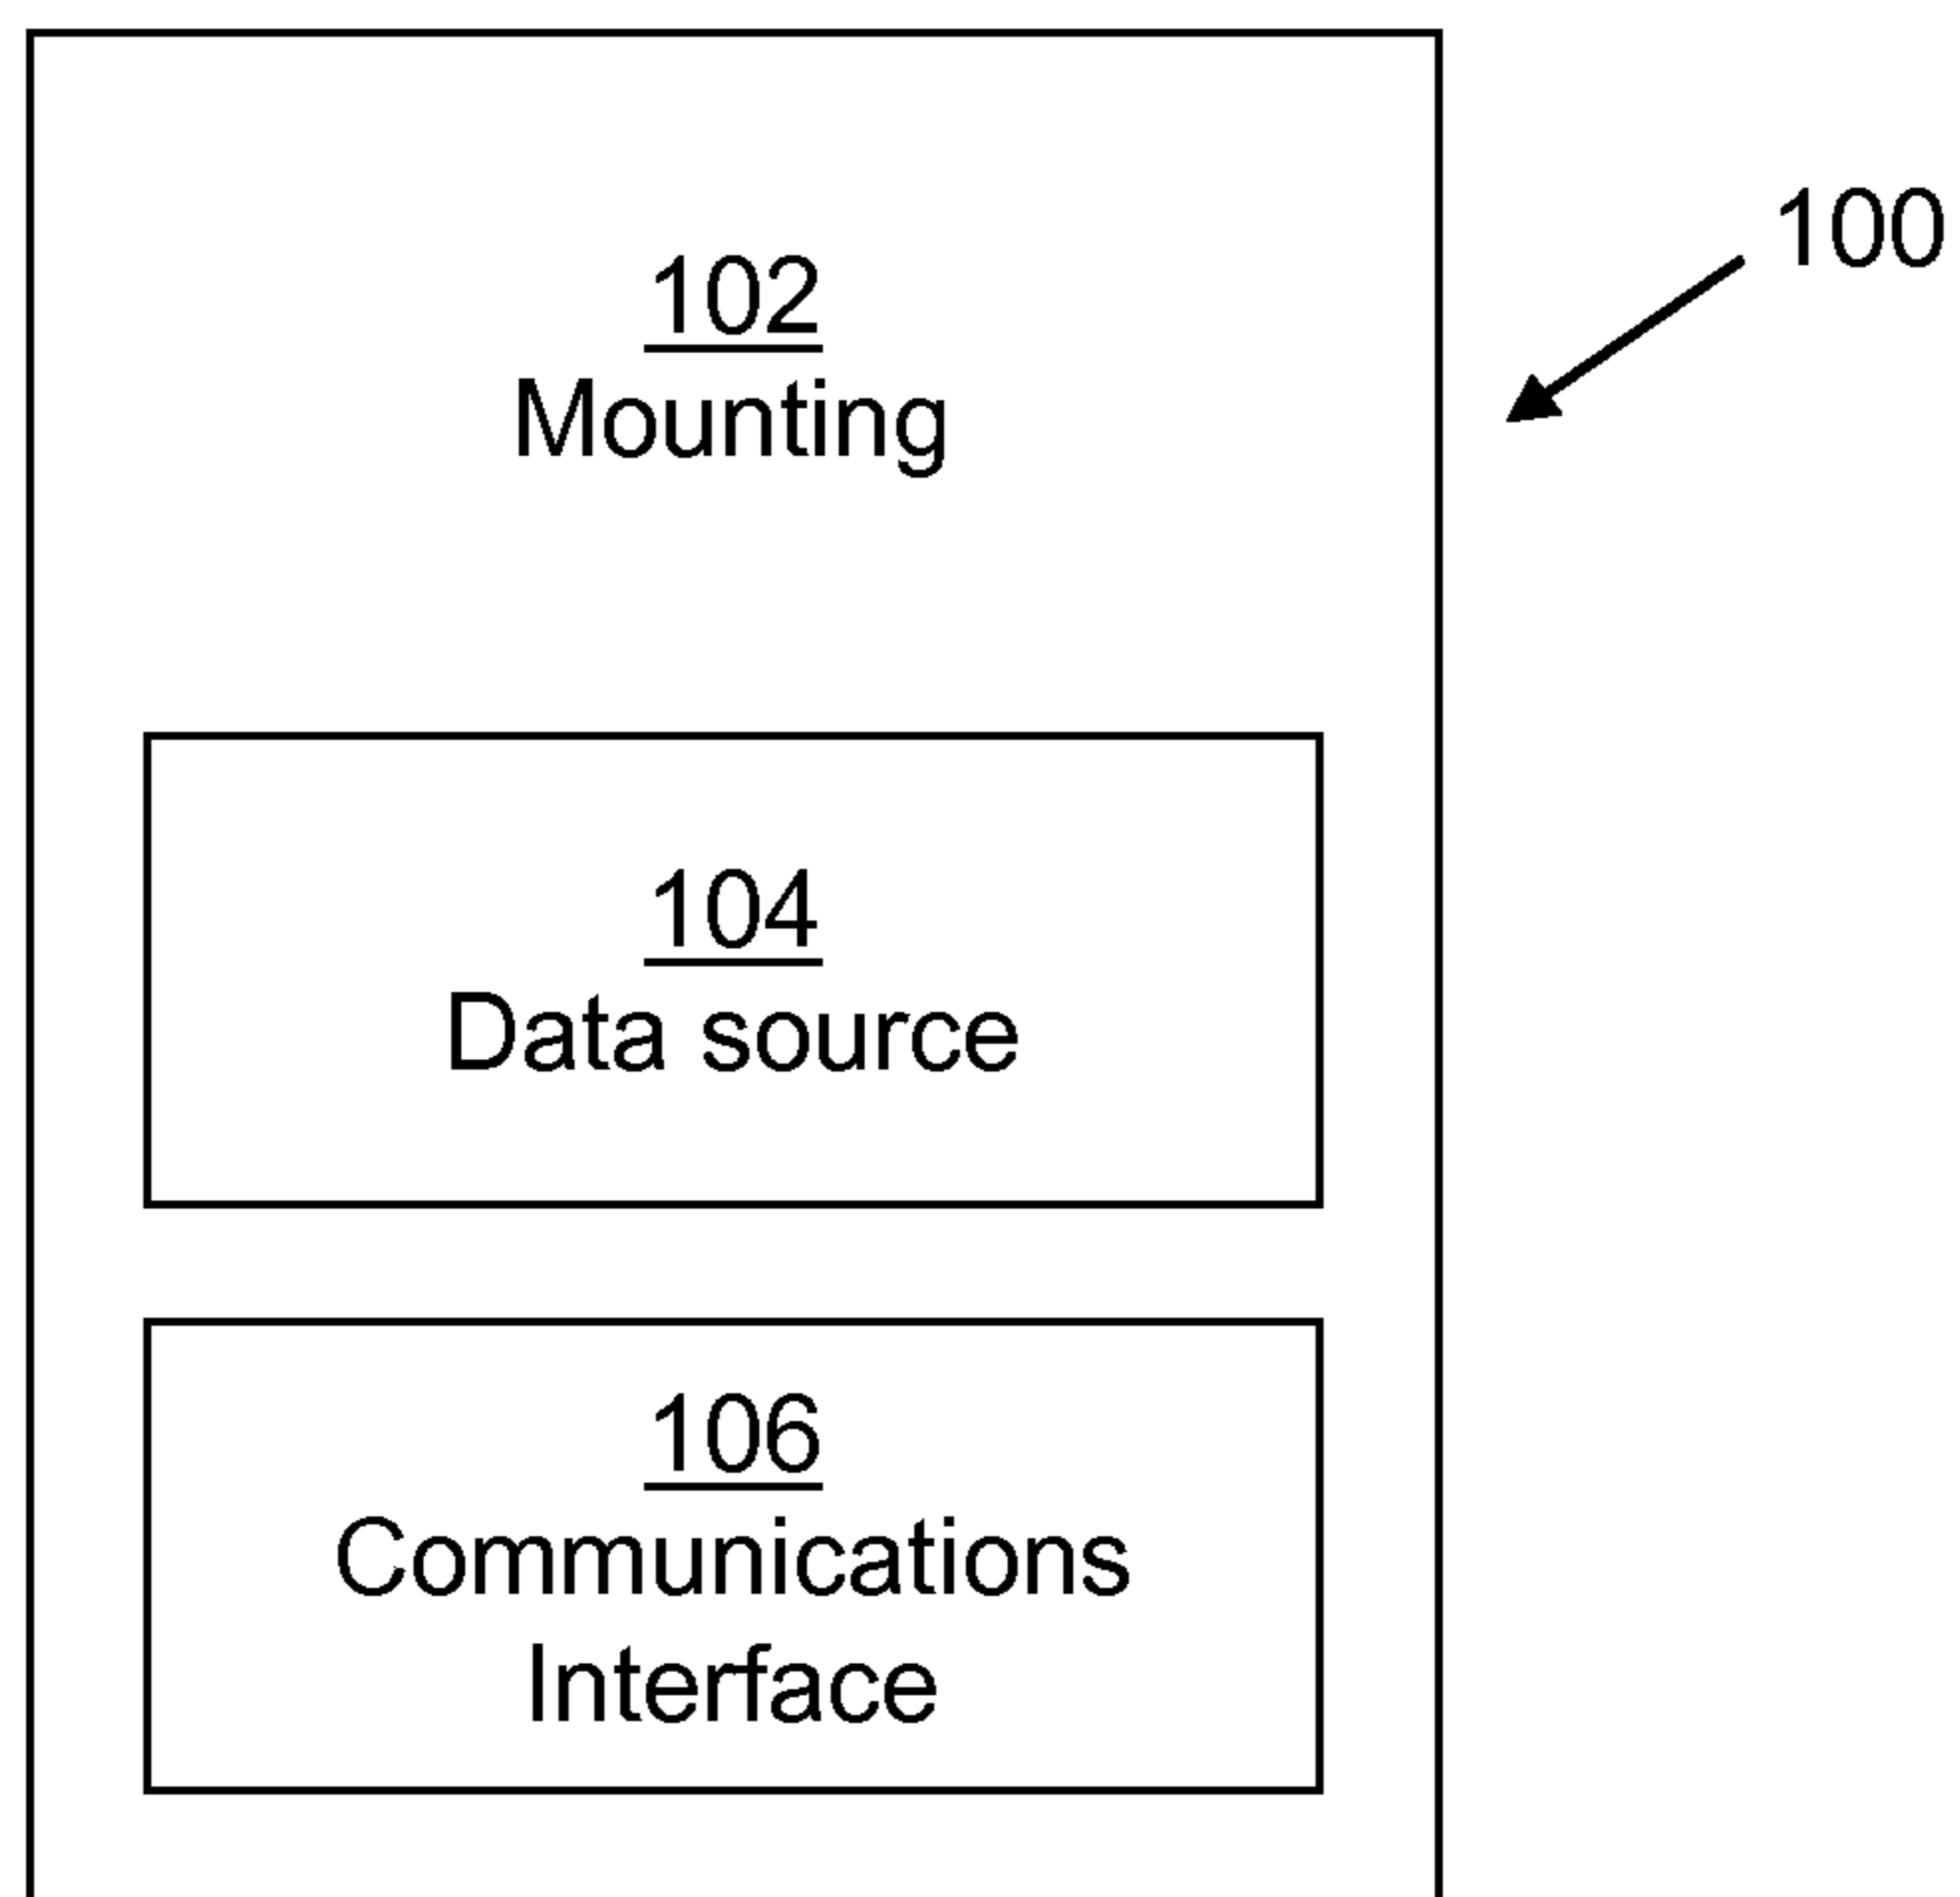 100
102
Mounting
104
Data source
106
Communications
Interface